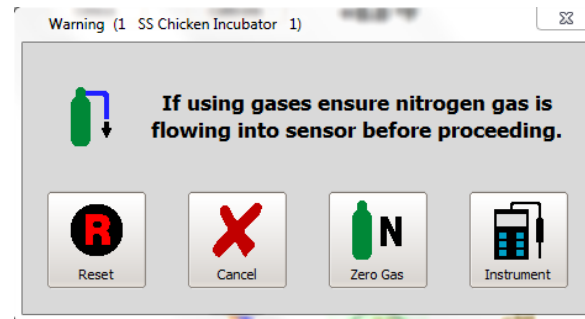 Warning (1 SS Chicken Incubator 1)
If using gases ensure nitrogen gas is
flowing into sensor before proceeding.
R
N
Reset
Cancel
Zero Gas
Instrument